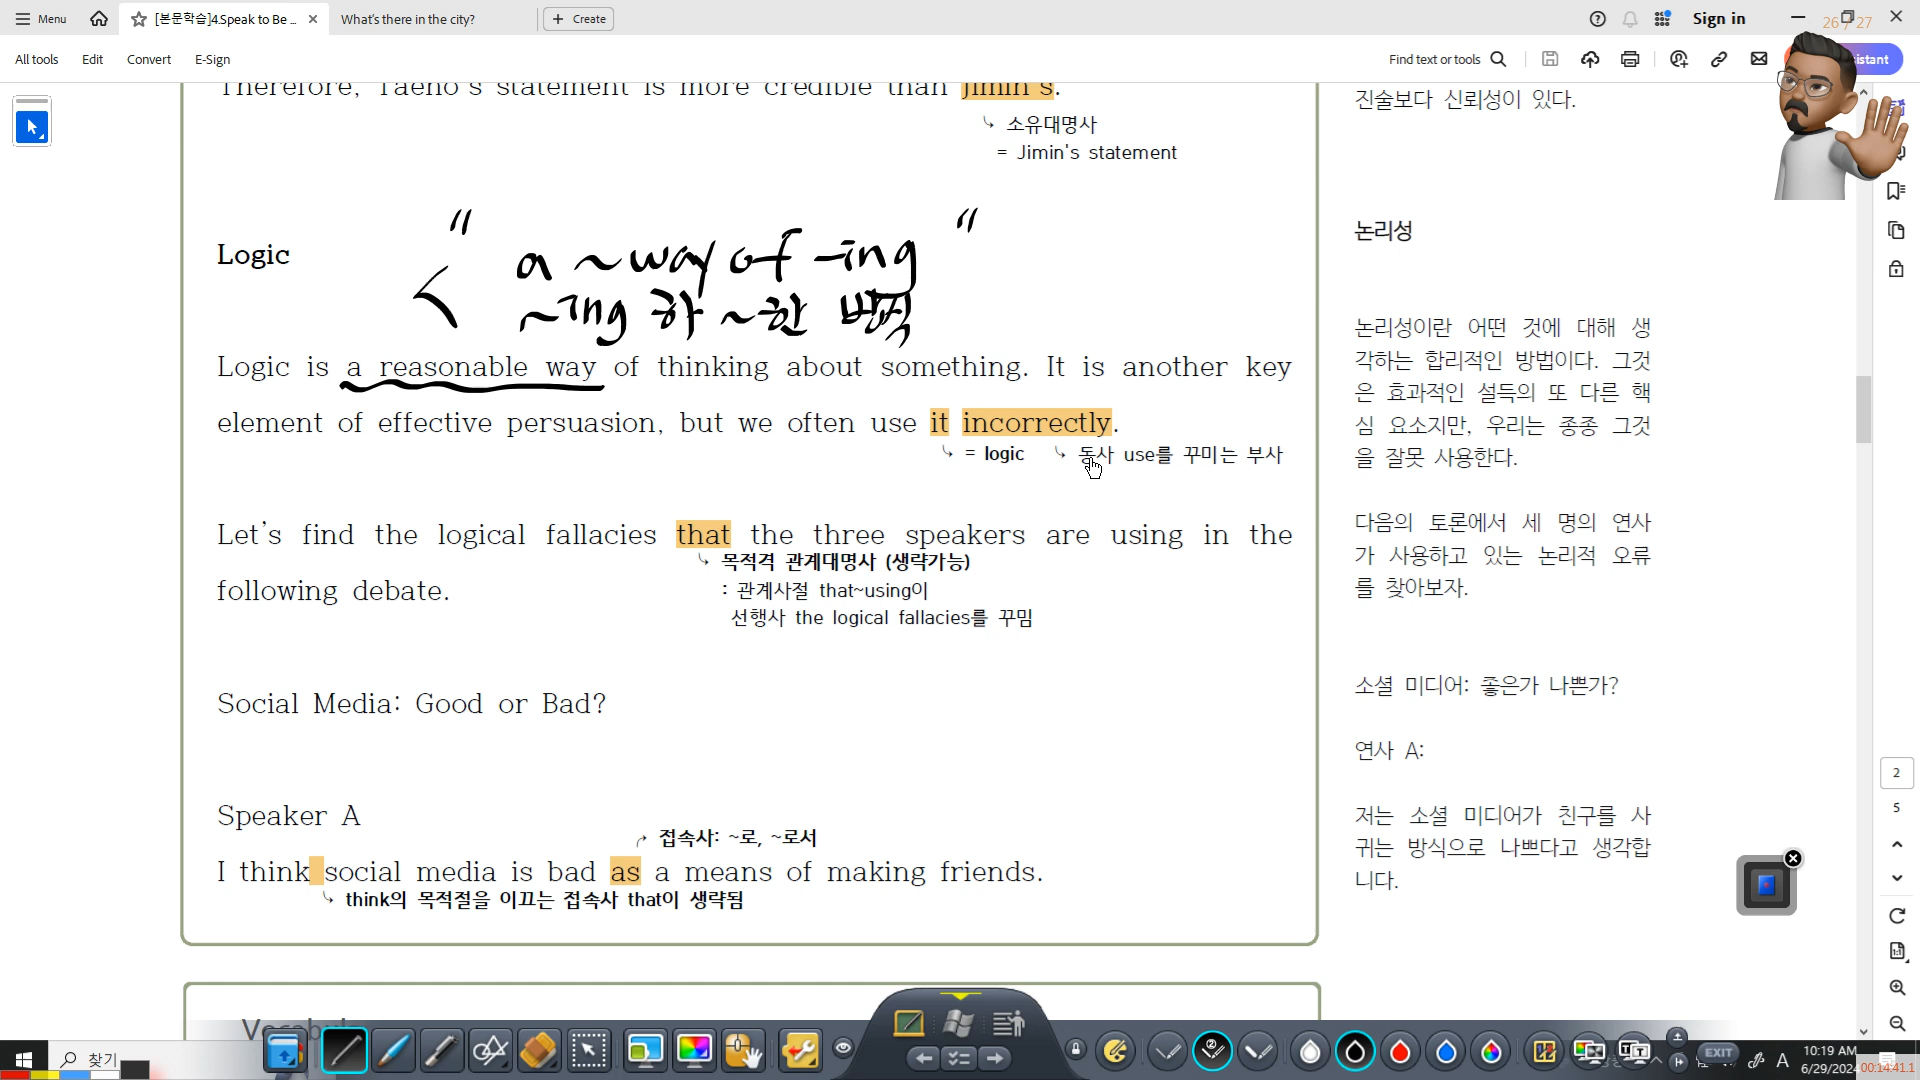 Menu
[본문학습]4.Speak to Be ...
What's there in the city?
Create
Sign in
26 / 27
All tools
Edit
Convert
E-Sign
Find text or tools
istant
Therefore, Taeho's statement is more credible than Jimin's.
소유대명사
= Jimin's statement
진술보다 신뢰성이 있다.
Logic
" a ~way of -ing "
~ing 하 ~한 방법
논리성
Logic is a reasonable way of thinking about something. It is another key
element of effective persuasion, but we often use it incorrectly.
= logic
동사 use를 꾸미는 부사
논리성이란 어떤 것에 대해 생
각하는 합리적인 방법이다. 그것
은 효과적인 설득의 또 다른 핵
심 요소지만, 우리는 종종 그것
을 잘못 사용한다.
Let's find the logical fallacies that the three speakers are using in the
목적격 관계대명사 (생략가능)
following debate.
: 관계사절 that~using이
선행사 the logical fallacies를 꾸밈
다음의 토론에서 세 명의 연사
가 사용하고 있는 논리적 오류
를 찾아보자.
Social Media: Good or Bad?
소셜 미디어: 좋은가 나쁜가?
Speaker A
연사 A:
접속사: ~로, ~로서
I think social media is bad as a means of making friends.
think의 목적절을 이끄는 접속사 that이 생략됨
저는 소셜 미디어가 친구를 사
귀는 방식으로 나쁘다고 생각합
니다.
2
5
찾기
EXIT
A
10:19 AM
6/29/2024
00:14:41.1